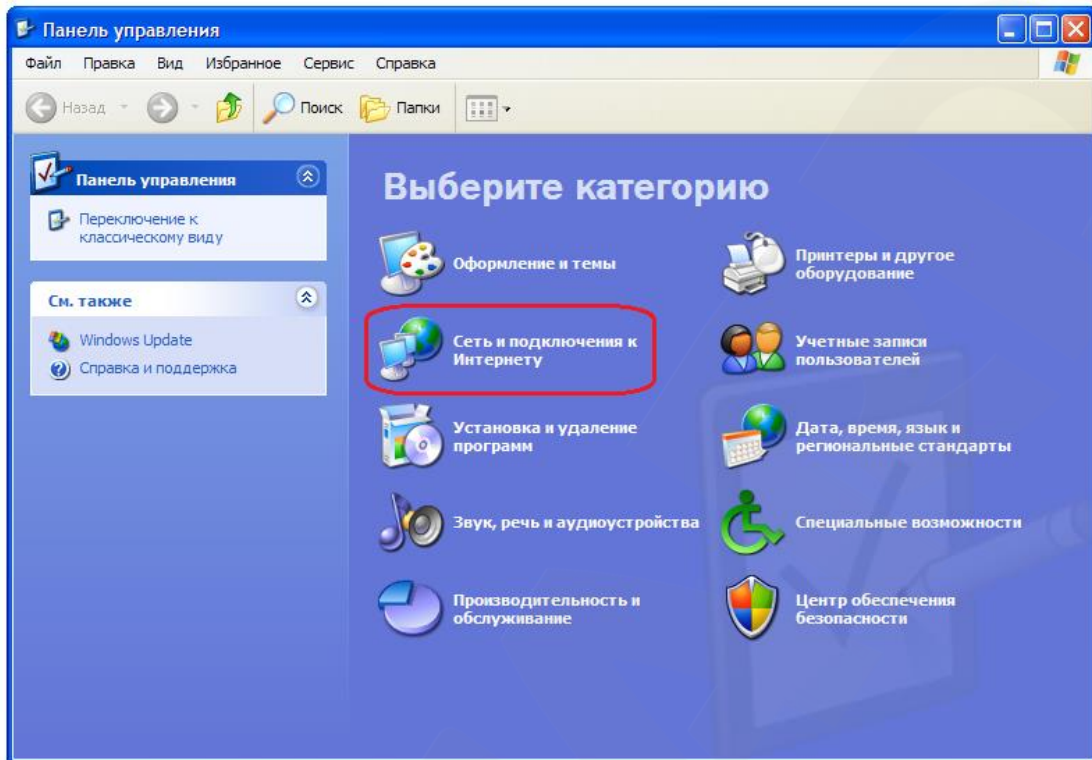 Панель управления
Файл Правка Вид Избранное Сервис Справка
Назад Поиск Папки
Панель управления
Переключение к
классическому виду
См. также
Windows Update
Справка и поддержка
Выберите категорию
Оформление и темы
Принтеры и другое
оборудование
Сеть и подключения к
Интернету
Учетные записи
пользователей
Установка и удаление
программ
Дата, время, язык и
региональные стандарты
Звук, речь и аудиоустройства
Специальные возможности
Производительность и
обслуживание
Центр обеспечения
безопасности